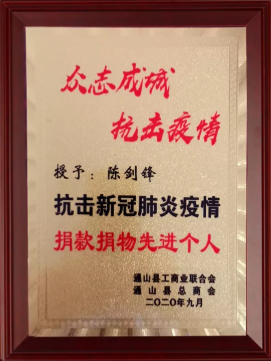 众志成城
抗击疫情
授予：陈剑锋
抗击新冠肺炎疫情
捐款捐物先进个人
通山县工商业联合会
通山县总商会
二〇二〇年九月